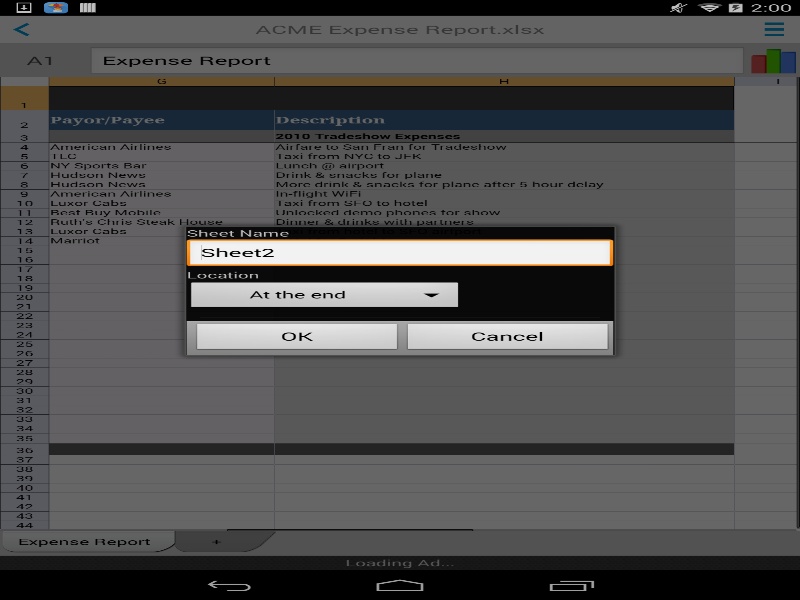 2:00
ACME Expense Report.xlsx
A1 Expense Report
G H I
1
2 Payor/Payee Description
3 2010 Tradeshow Expenses
4 American Airlines Airfare to San Fran for Tradeshow
5 TLC Taxi from NYC to JFK
6 NY Sports Bar Lunch @ airport
7 Hudson News Drink & snacks for plane
8 Hudson News More drink & snacks for plane after 5 hour delay
9 American Airlines In-flight WiFi
10 Luxor Cabs Taxi from SFO to hotel
11 Best Buy Mobile Unlocked demo phones for show
12 Ruth's Chris Steak House Dinner & drinks with partners
13 Luxor Cabs
14 Marriot
15
16
17
18
19
20
21
22
23
24
25
26
27
28
29
30
31
32
33
34
35
36
37
38
39
40
41
42
43
44
Sheet Name
Sheet2
Location
At the end
OK Cancel
Expense Report +
Loading Ad...